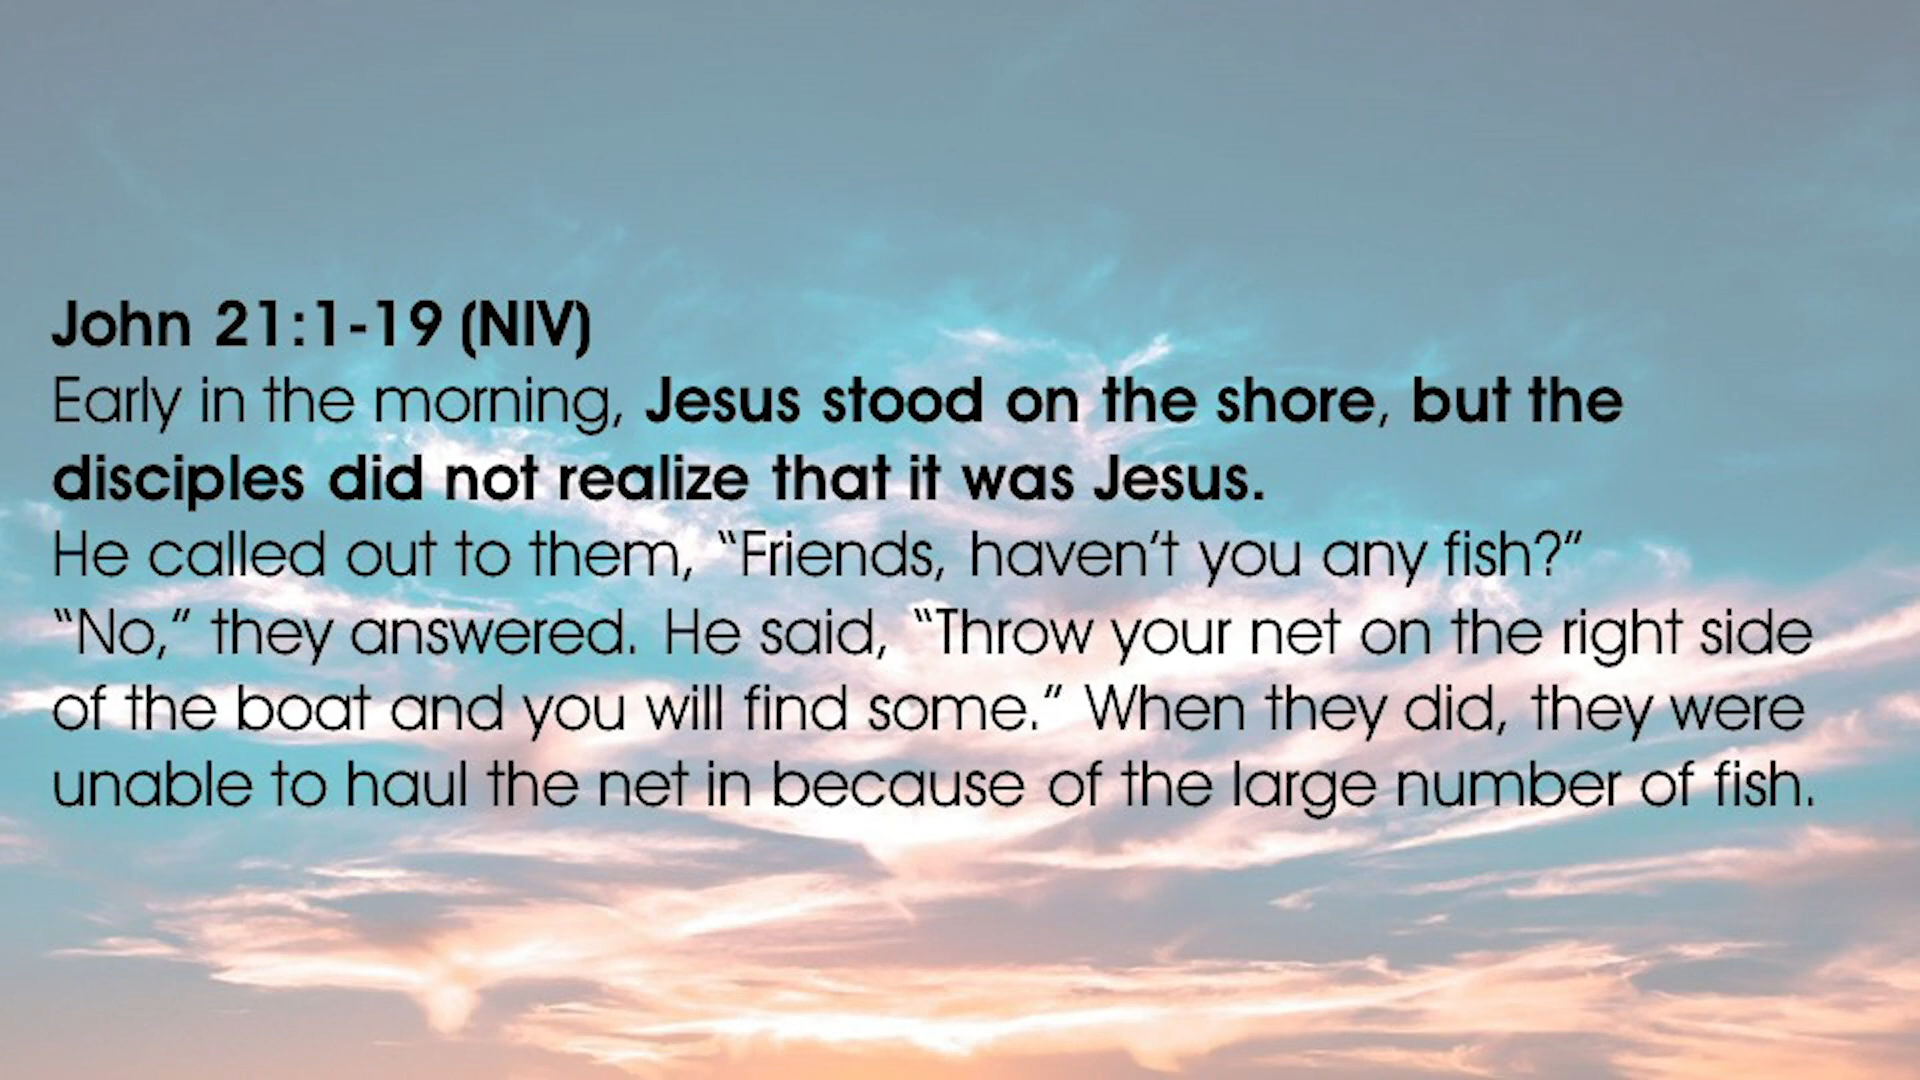 John 21:1-19 (NIV)
Early in the morning, Jesus stood on the shore, but the
disciples did not realize that it was Jesus.
He called out to them, “Friends, haven’t you any fish?”
“No,” they answered. He said, “Throw your net on the right side
of the boat and you will find some.” When they did, they were
unable to haul the net in because of the large number of fish.